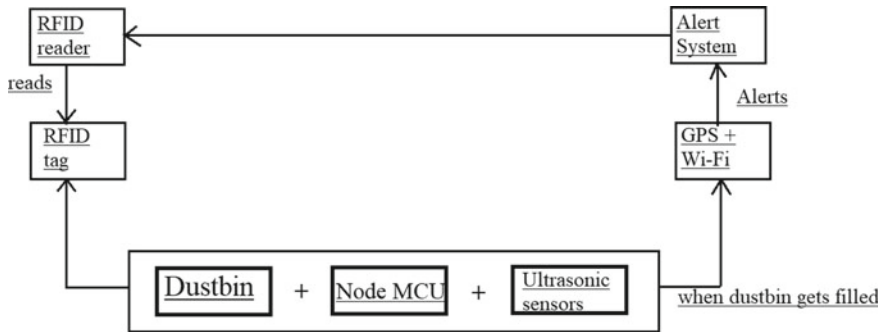 RFID
reader
Alert
System
reads
Alerts
RFID
tag
GPS +
Wi-Fi
Dustbin + Node MCU + Ultrasonic
sensors
when dustbin gets filled